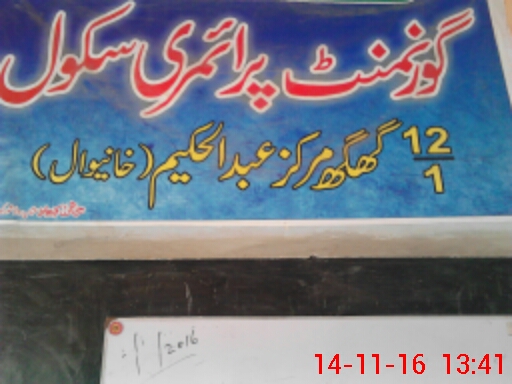 گورنمنٹ پرائمری سکول
12/1 گھگھ مرکز عبدالحکیم (خانیوال)
/ /2016
14-11-16 13:41